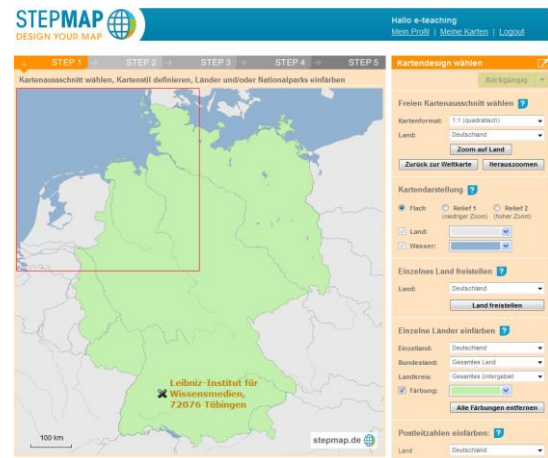 STEPMAP
DESIGN YOUR MAP
Hallo e-teaching
Mein Profil | Meine Karten | Logout
STEP 1
STEP 2
STEP 3
STEP 4
STEP 5
Kartenausschnitt wählen, Kartenstil definieren, Länder und/oder Nationalparks einfärben
Leibniz-Institut für
Wissensmedien,
72076 Tübingen
100 km
stepmap.de
Kartendesign wählen
Rückgängig
Freien Kartenausschnitt wählen ?
Kartenformat: 1:1 (quadratisch)
Land: Deutschland
Zoom auf Land
Zurück zur Weltkarte Herauszoomen
Kartendarstellung ?
Flach Relief 1 Relief 2
(niedriger Zoom) (hoher Zoom)
Land:
Wasser:
Einzelnes Land freistellen ?
Land: Deutschland
Land freistellen
Einzelne Länder einfärben ?
Einzelland: Deutschland
Bundesland: Gesamtes Land
Landkreis: Gesamtes Untergebiet
Färbung:
Alle Färbungen entfernen
Postleitzahlen einfärben: ?
Land Deutschland